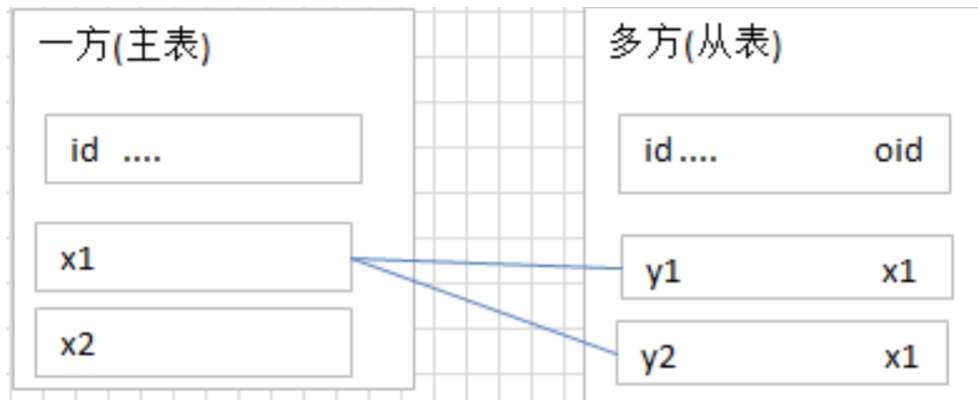 一方(主表)
id ....
x1
x2
多方(从表)
id .... oid
y1 x1
y2 x1